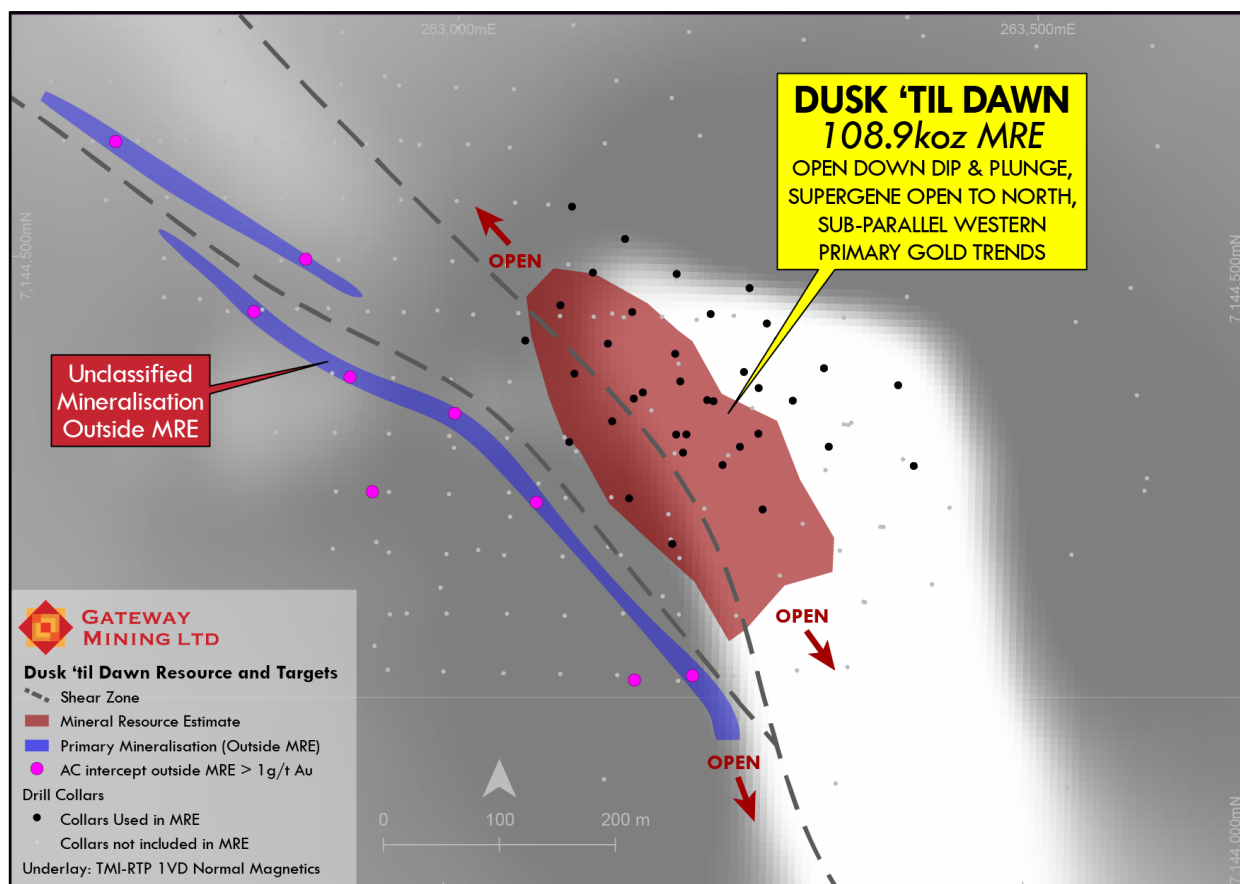 263,000mE
263,500mE
DUSK ‘TIL DAWN
108.9koz MRE
OPEN DOWN DIP & PLUNGE,
SUPERGENE OPEN TO NORTH,
SUB-PARALLEL WESTERN
PRIMARY GOLD TRENDS
7,144,500mN
7,144,500mN
OPEN
Unclassified
Mineralisation
Outside MRE
OPEN
OPEN
GATEWAY
MINING LTD
Dusk ‘til Dawn Resource and Targets
Shear Zone
Mineral Resource Estimate
Primary Mineralisation (Outside MRE)
AC intercept outside MRE > 1g/t Au
Drill Collars
Collars Used in MRE
Collars not included in MRE
Underlay: TMI-RTP 1VD Normal Magnetics
0 100 200 m
7,144,000mN